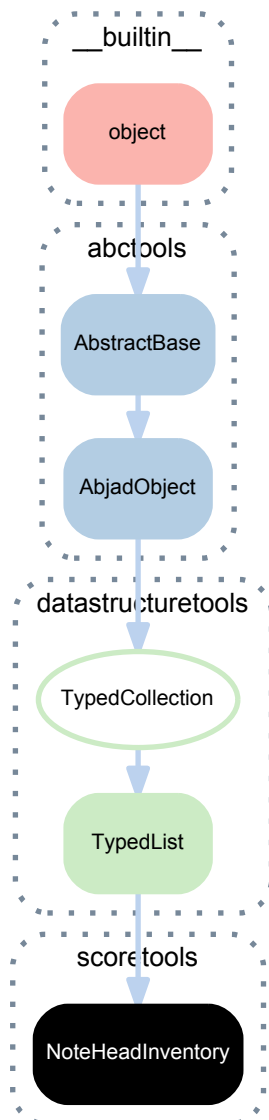 __builtin__
object
abctools
AbstractBase
AbjadObject
datastructuretools
TypedCollection
TypedList
scoretools
NoteHeadInventory